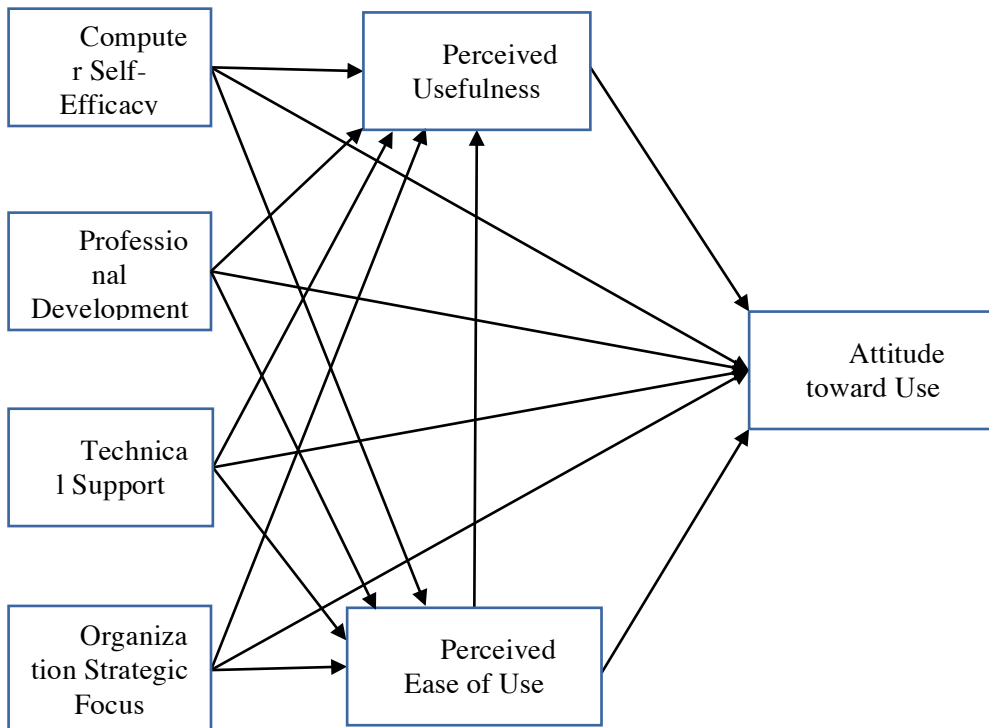 Compute
r Self-
Efficacy
Perceived
Usefulness
Professio
nal
Development
Attitude
toward Use
Technica
l Support
Organiza
tion Strategic
Focus
Perceived
Ease of Use